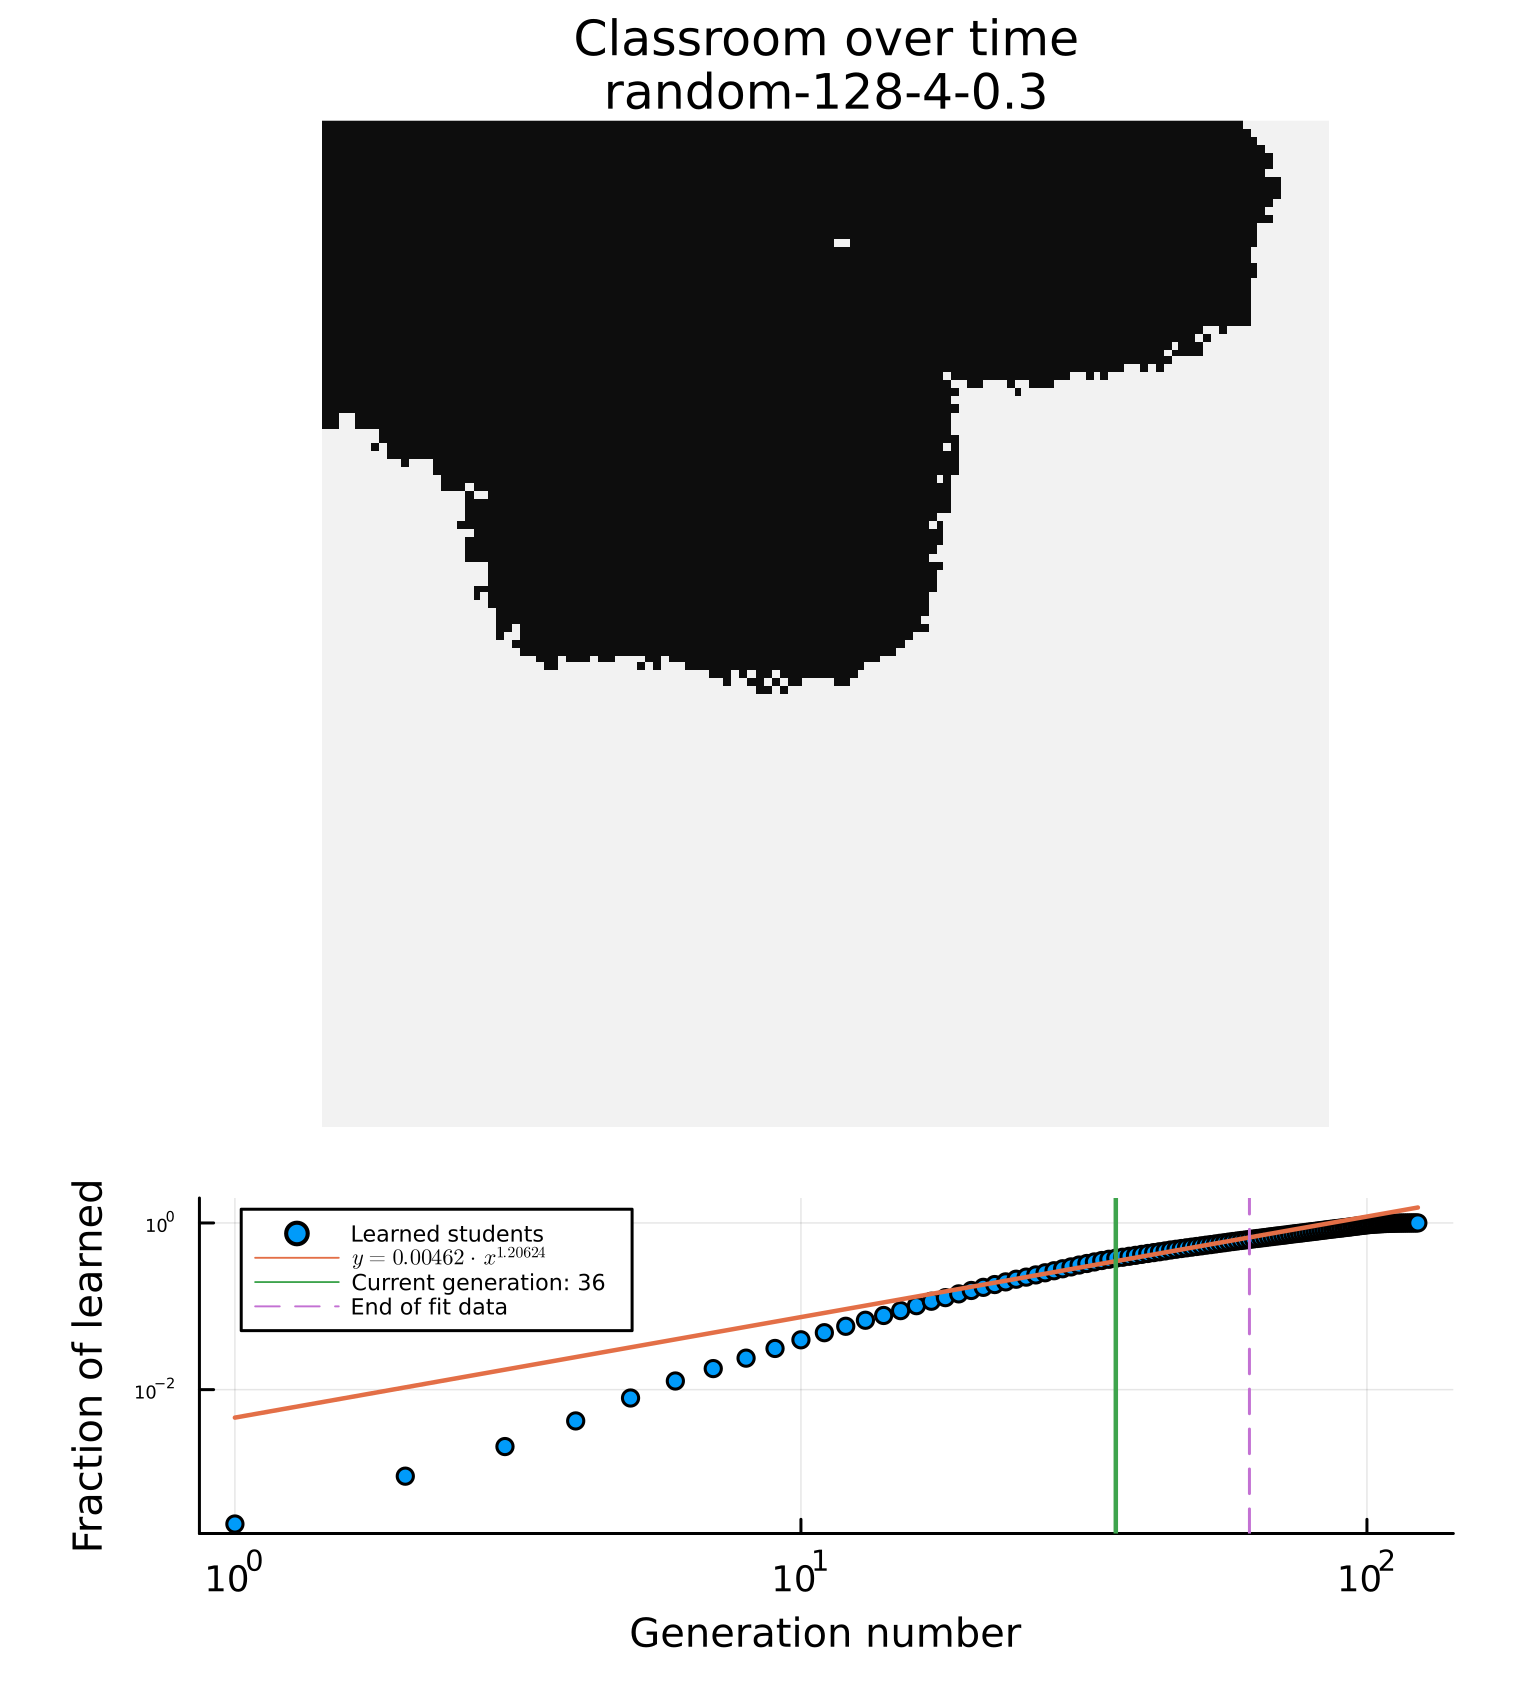 Classroom over time
random-128-4-0.3
Fraction of learned
10^0
10^-2
Learned students
y = 0.00462 · x^1.20624
Current generation: 36
End of fit data
10^0
10^1
10^2
Generation number